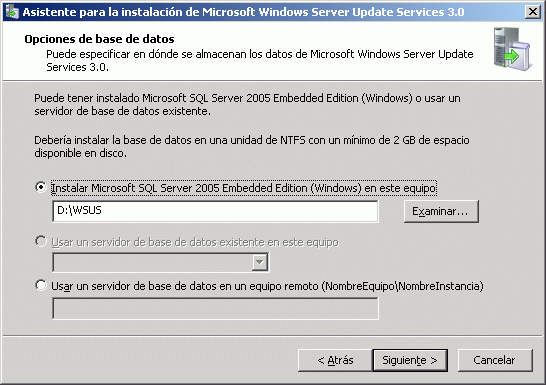 Asistente para la instalación de Microsoft Windows Server Update Services 3.0
Opciones de base de datos
Puede especificar en dónde se almacenan los datos de Microsoft Windows Server Update
Services 3.0.
Puede tener instalado Microsoft SQL Server 2005 Embedded Edition (Windows) o usar un
servidor de base de datos existente.
Debería instalar la base de datos en una unidad de NTFS con un mínimo de 2 GB de espacio
disponible en disco.
Instalar Microsoft SQL Server 2005 Embedded Edition (Windows) en este equipo
D:\WSUS
Examinar...
Usar un servidor de base de datos existente en este equipo
Usar un servidor de base de datos en un equipo remoto (NombreEquipo\NombreInstancia)
< Atrás
Siguiente >
Cancelar